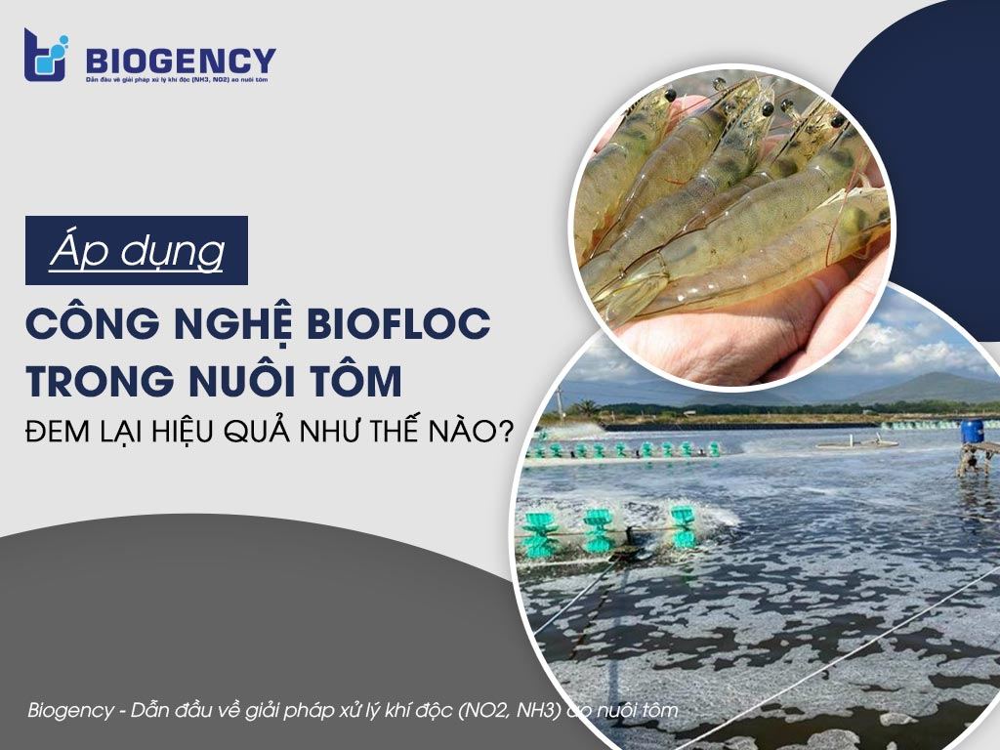 BIOGENCY
Dẫn đầu về giải pháp xử lý khí độc (NH3, NO2) ao nuôi tôm
Áp dụng
CÔNG NGHỆ BIOFLOC
TRONG NUÔI TÔM
ĐEM LẠI HIỆU QUẢ NHƯ THẾ NÀO?
Biogency - Dẫn đầu về giải pháp xử lý khí độc (NO2, NH3) ao nuôi tôm